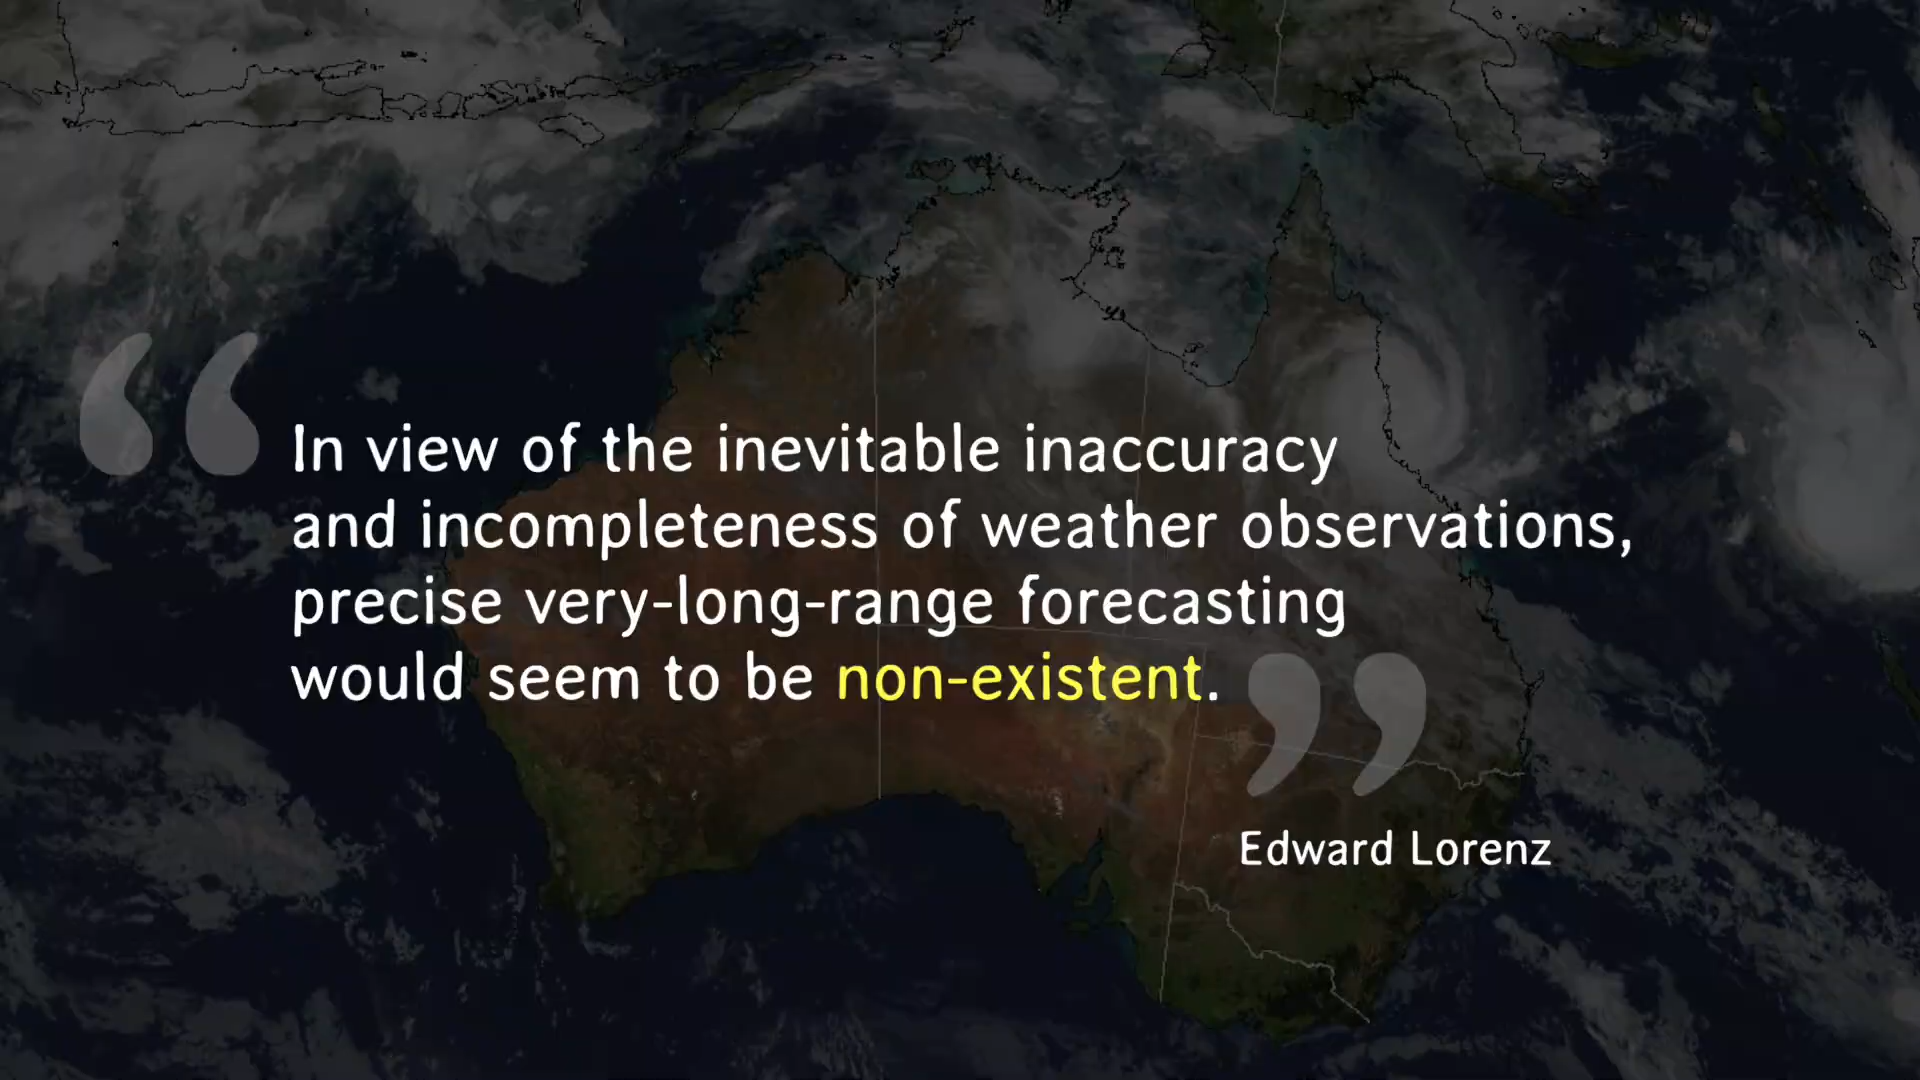 “In view of the inevitable inaccuracy
and incompleteness of weather observations,
precise very-long-range forecasting
would seem to be non-existent.”
Edward Lorenz